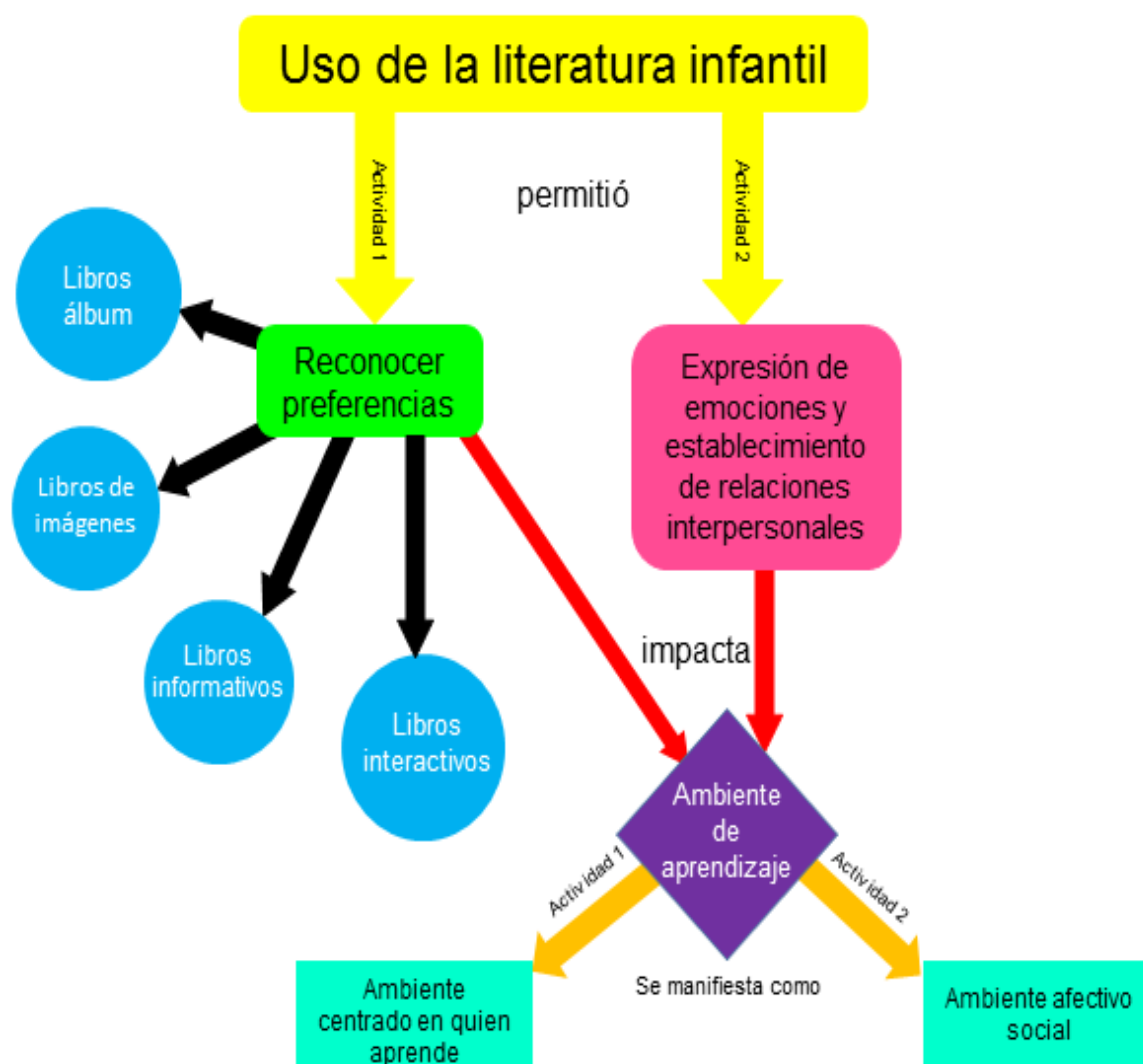 Uso de la literatura infantil
Actividad 1
permitió
Actividad 2
Libros
álbum
Reconocer
preferencias
Expresión de
emociones y
establecimiento
de relaciones
interpersonales
Libros de
imágenes
Libros
informativos
Libros
interactivos
impacta
Ambiente
de
aprendizaje
Actividad 1
Actividad 2
Se manifiesta como
Ambiente
centrado en quien
aprende
Ambiente afectivo
social